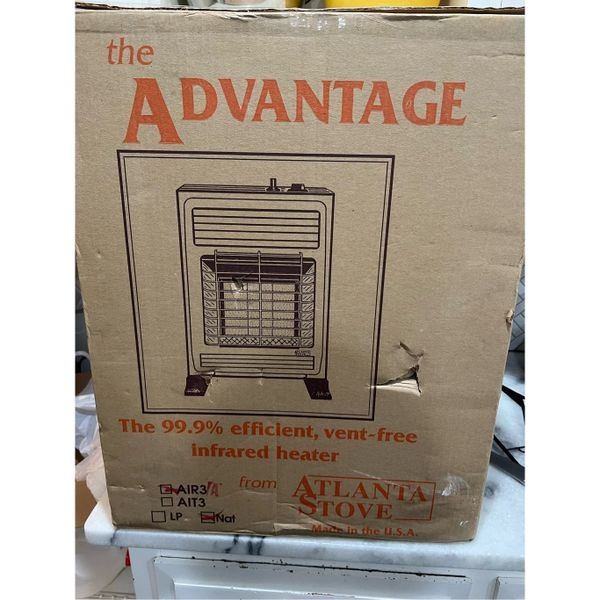 the
ADVANTAGE
The 99.9% efficient, vent-free
infrared heater
AIR3/A
AIT3
LP Nat
from ATLANTA
STOVE
Made in the U.S.A.